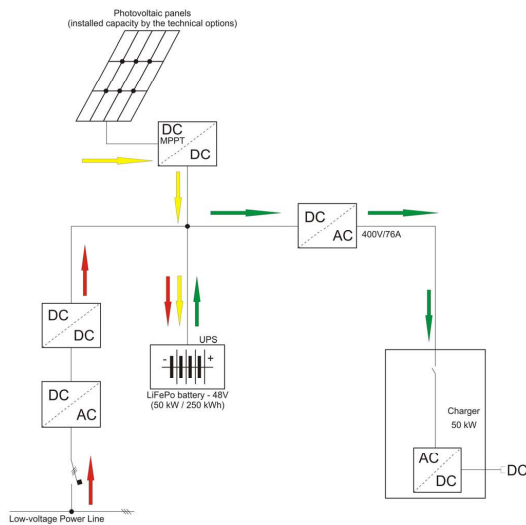 Photovoltaic panels
(installed capacity by the technical options)
DC
MPPT
DC
DC
AC
400V/76A
DC
DC
UPS
- +
LiFePo battery - 48V
(50 kW / 250 kWh)
DC
AC
Charger
50 kW
AC
DC
DC
Low-voltage Power Line